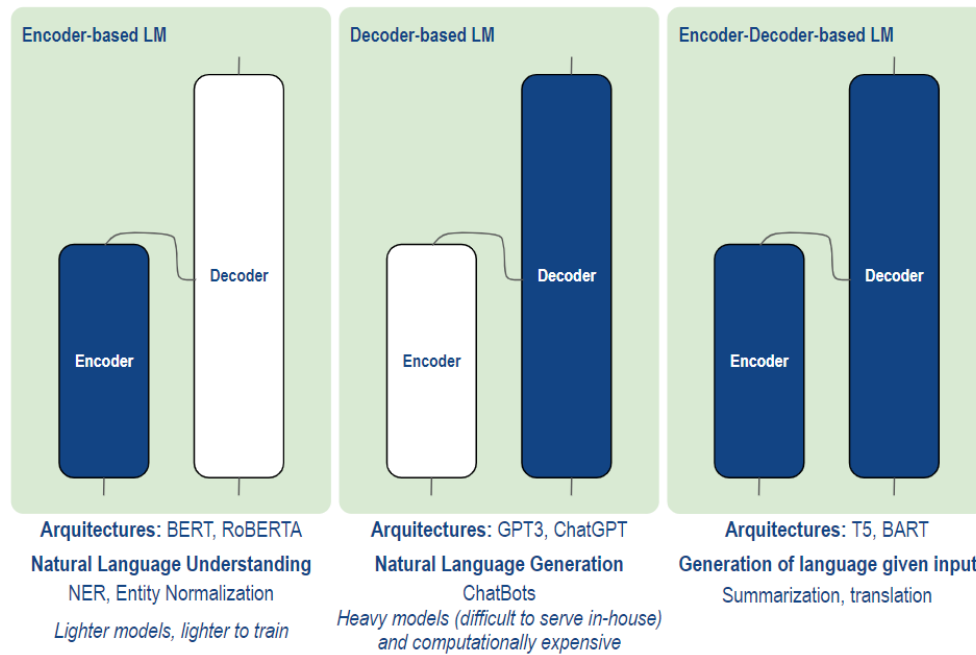 Encoder-based LM
Decoder
Encoder
Arquitectures: BERT, RoBERTA
Natural Language Understanding
NER, Entity Normalization
Lighter models, lighter to train
Decoder-based LM
Decoder
Encoder
Arquitectures: GPT3, ChatGPT
Natural Language Generation
ChatBots
Heavy models (difficult to serve in-house)
and computationally expensive
Encoder-Decoder-based LM
Decoder
Encoder
Arquitectures: T5, BART
Generation of language given input
Summarization, translation